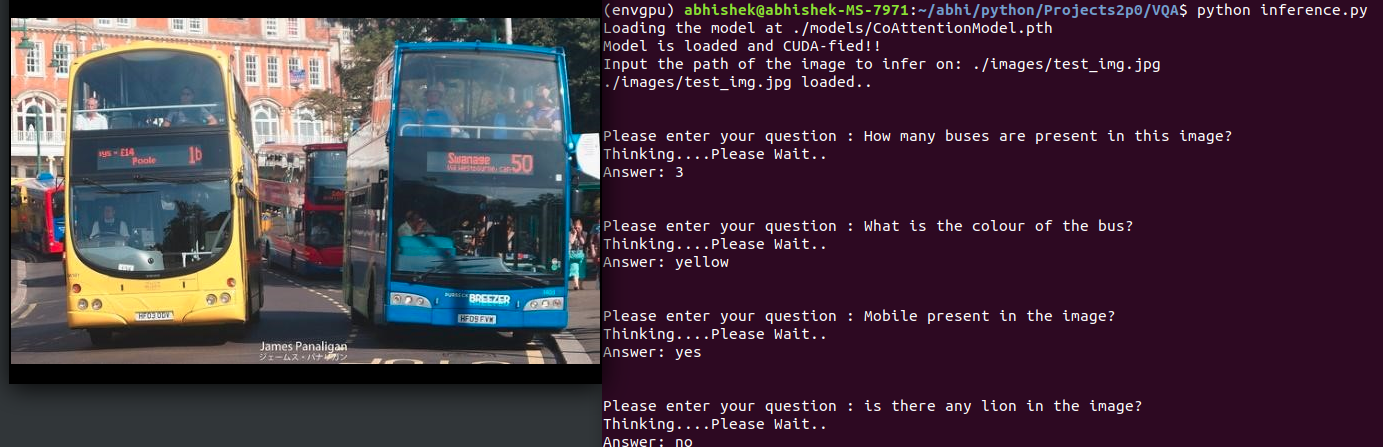 ays - £14
Poole
1b
Swanage
50
HF03 ODV
BREEZER
HF09 FVW
James Panaligan
ジェームス・パナリガン
(envgpu) abhishek@abhishek-MS-7971:~/abhi/python/Projects2p0/VQA$ python inference.py
Loading the model at ./models/CoAttentionModel.pth
Model is loaded and CUDA-fied!!
Input the path of the image to infer on: ./images/test_img.jpg
./images/test_img.jpg loaded..
Please enter your question : How many buses are present in this image?
Thinking....Please Wait..
Answer: 3
Please enter your question : What is the colour of the bus?
Thinking....Please Wait..
Answer: yellow
Please enter your question : Mobile present in the image?
Thinking....Please Wait..
Answer: yes
Please enter your question : is there any lion in the image?
Thinking....Please Wait..
Answer: no